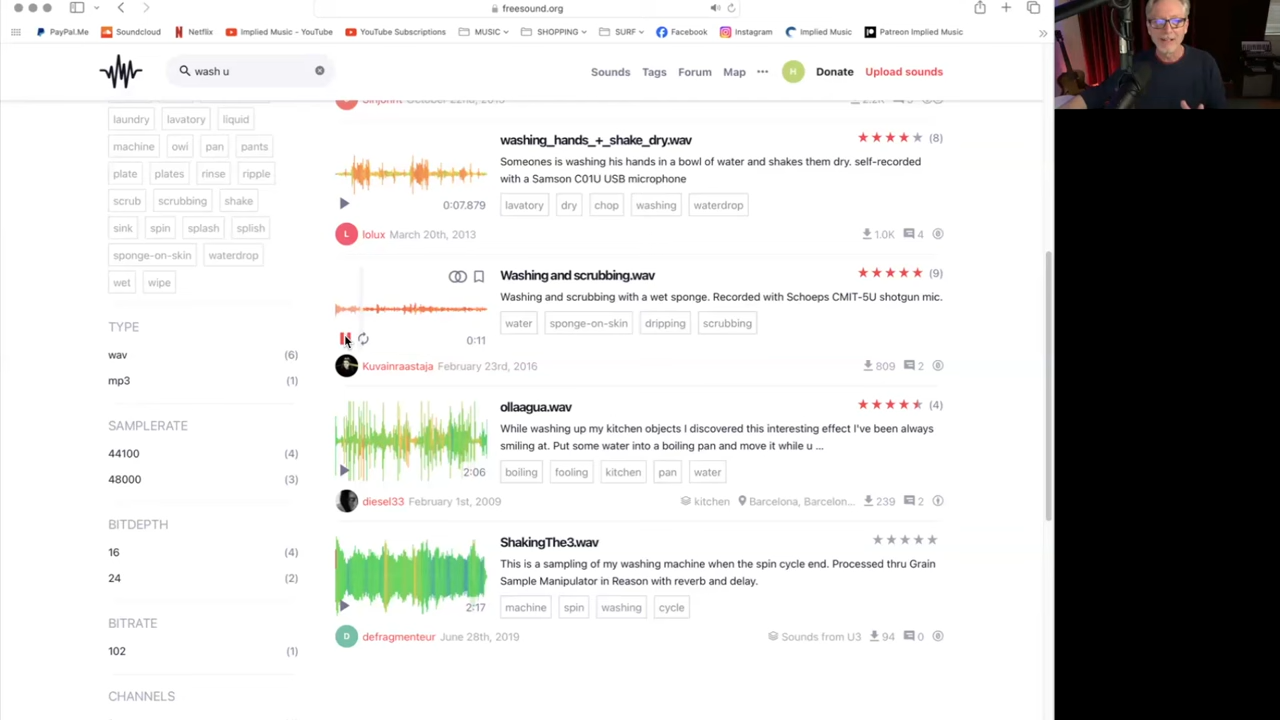 freesound.org
PayPal.Me
Soundcloud
Netflix
Implied Music - YouTube
YouTube Subscriptions
MUSIC
SHOPPING
SURF
Facebook
Instagram
Implied Music
Patreon Implied Music
wash u
Sounds
Tags
Forum
Map
H
Donate
Upload sounds
laundry
lavatory
liquid
machine
owi
pan
pants
plate
plates
rinse
ripple
scrub
scrubbing
shake
sink
spin
splash
splish
sponge-on-skin
waterdrop
wet
wipe
TYPE
wav (6)
mp3 (1)
SAMPLERATE
44100 (4)
48000 (3)
BITDEPTH
16 (4)
24 (2)
BITRATE
102 (1)
CHANNELS
washing_hands_+_shake_dry.wav
(8)
Someones is washing his hands in a bowl of water and shakes them dry. self-recorded
with a Samson C01U USB microphone
0:07.879
lavatory
dry
chop
washing
waterdrop
L
lolux March 20th, 2013
1.0K
4
Washing and scrubbing.wav
(9)
Washing and scrubbing with a wet sponge. Recorded with Schoeps CMIT-5U shotgun mic.
0:11
water
sponge-on-skin
dripping
scrubbing
Kuvainraastaja February 23rd, 2016
809
2
ollaagua.wav
(4)
While washing up my kitchen objects I discovered this interesting effect I've been always
smiling at. Put some water into a boiling pan and move it while u ...
2:06
boiling
fooling
kitchen
pan
water
diesel33 February 1st, 2009
kitchen
Barcelona, Barcelon...
239
2
ShakingThe3.wav
This is a sampling of my washing machine when the spin cycle end. Processed thru Grain
Sample Manipulator in Reason with reverb and delay.
2:17
machine
spin
washing
cycle
D
defragmenteur June 28th, 2019
Sounds from U3
94
0